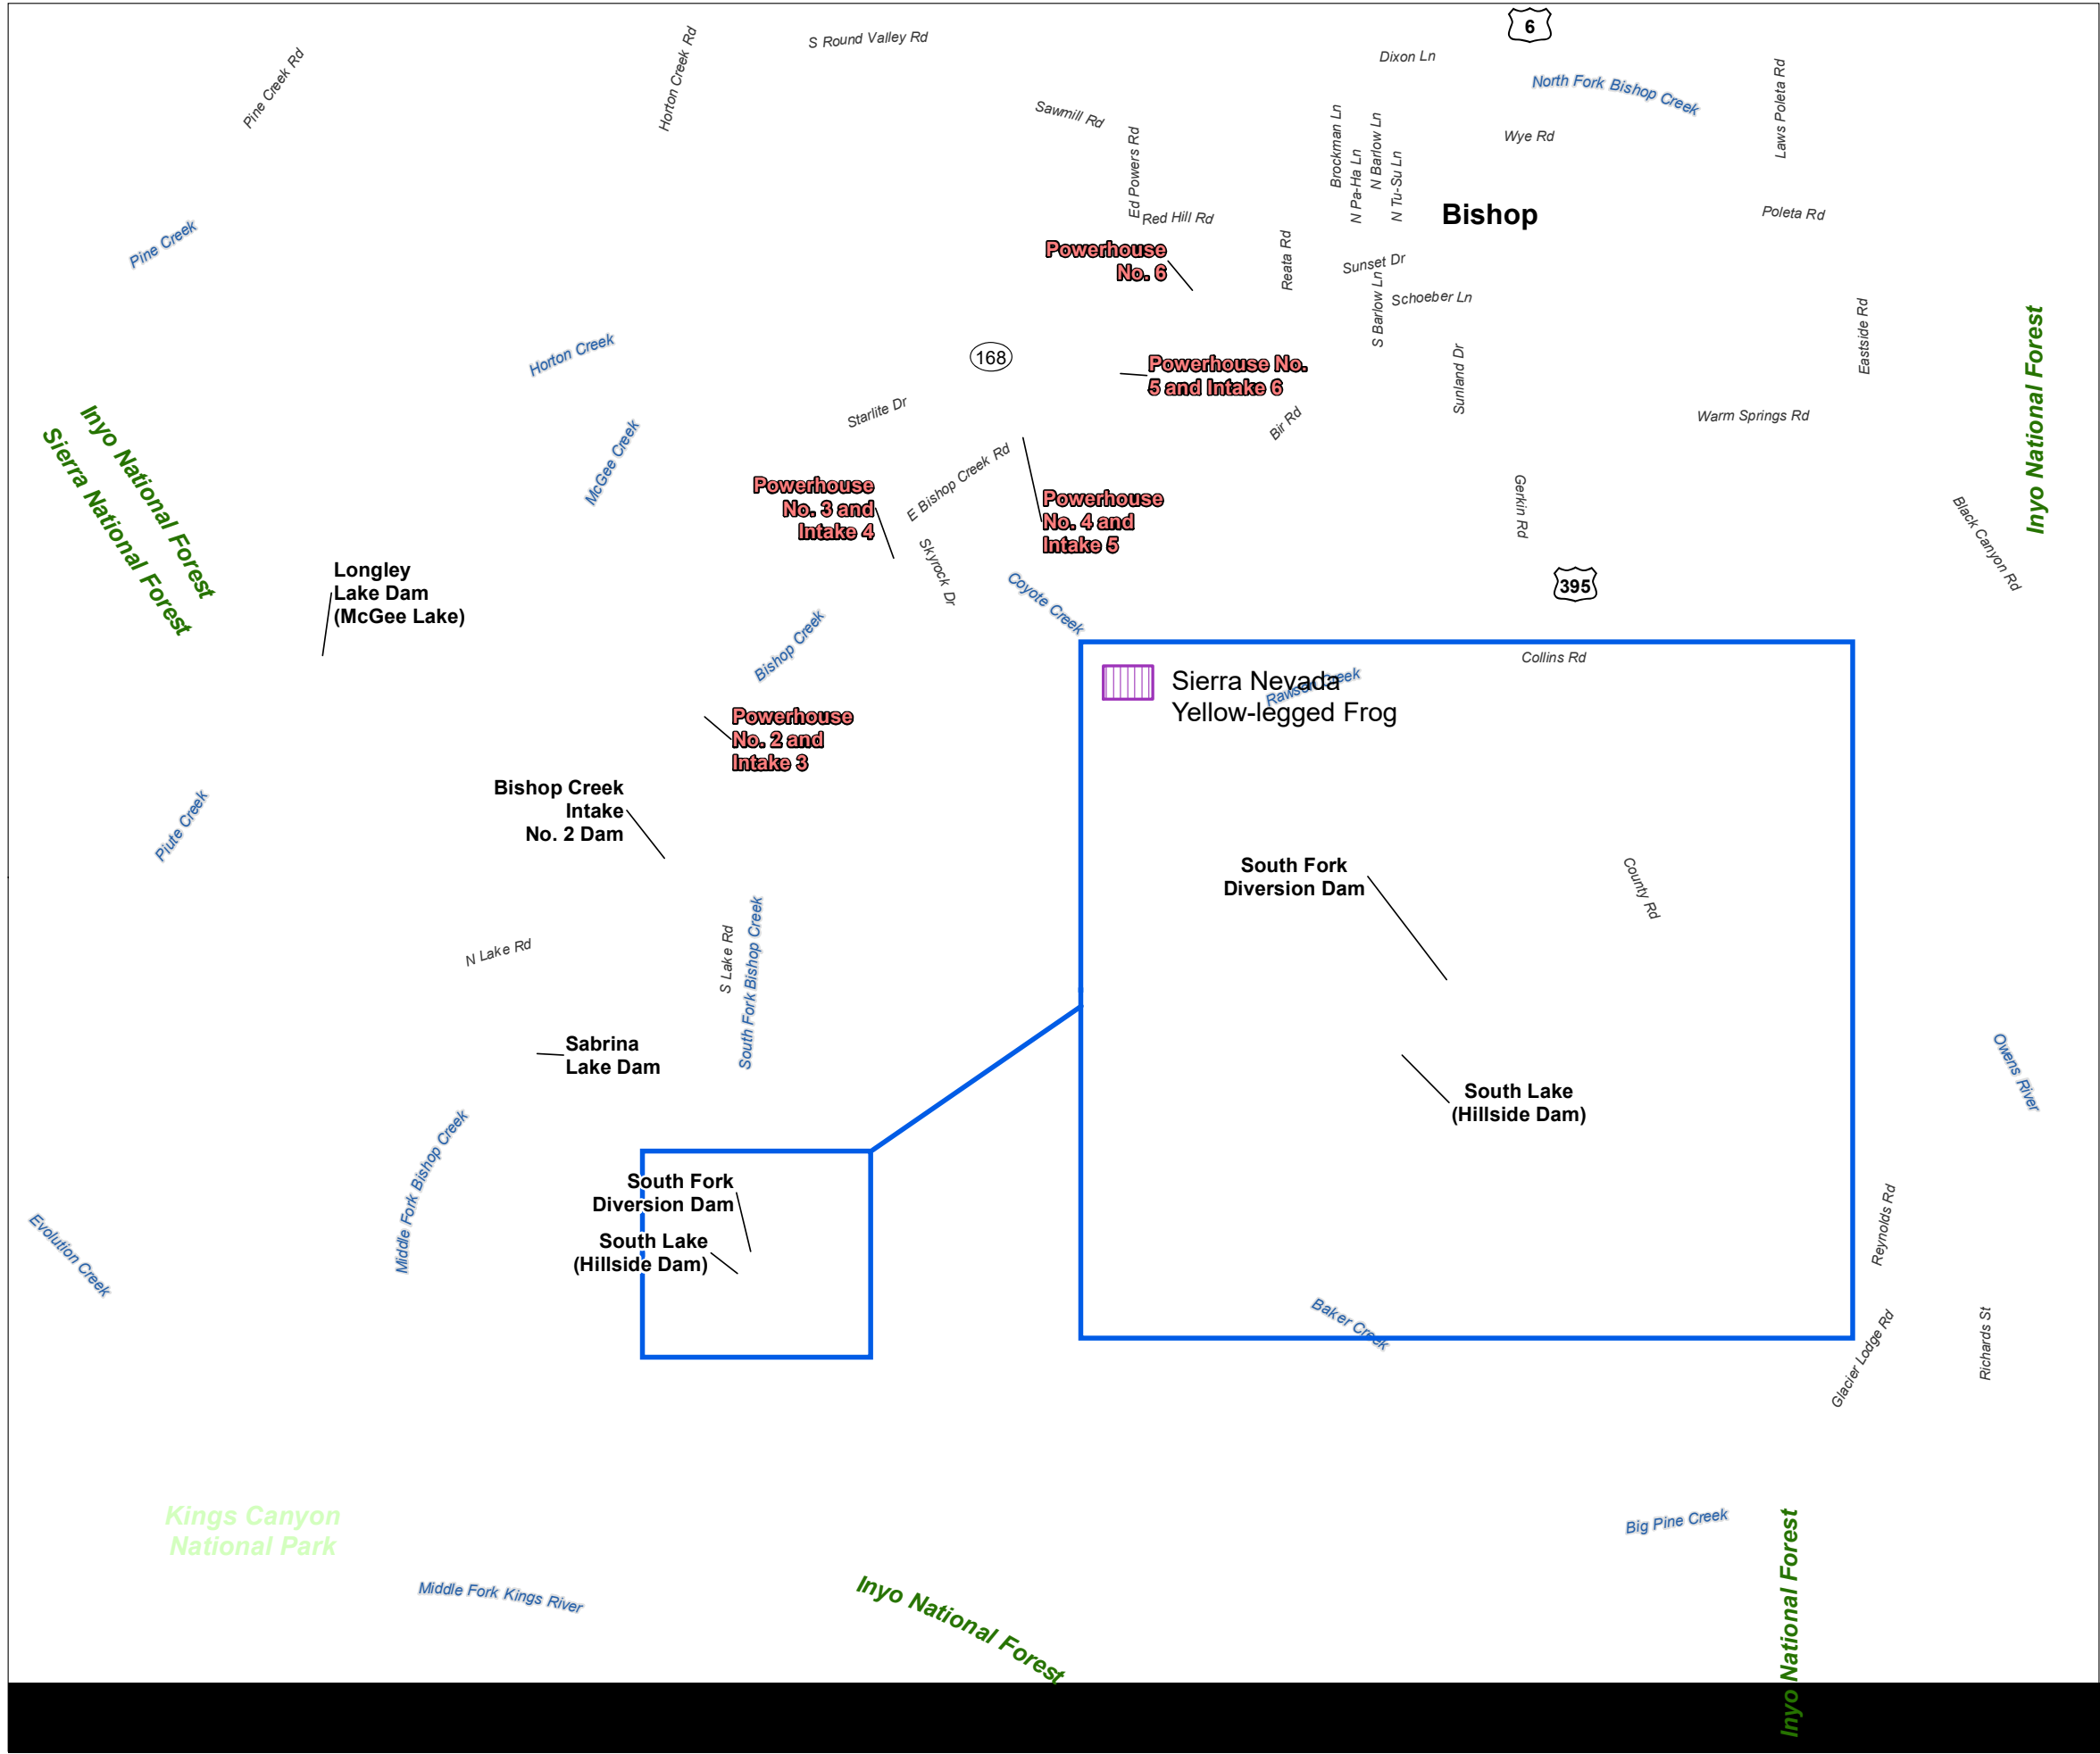 6
S Round Valley Rd
Horton Creek Rd
Pine Creek Rd
Dixon Ln
North Fork Bishop Creek
Laws Poleta Rd
Sawmill Rd
Ed Powers Rd
Brockman Ln
N Pa-Ha Ln
N Barlow Ln
N Tu-Su Ln
Wye Rd
Bishop
Poleta Rd
Red Hill Rd
Pine Creek
Powerhouse
No. 6
Reata Rd
Sunset Dr
S Barlow Ln
Schoeber Ln
Eastside Rd
Inyo National Forest
Horton Creek
168
Powerhouse No.
5 and Intake 6
Sunland Dr
Starlite Dr
Bir Rd
Warm Springs Rd
Inyo National Forest
Sierra National Forest
McGee Creek
E Bishop Creek Rd
Powerhouse
No. 3 and
Intake 4
Powerhouse
No. 4 and
Intake 5
Gerkin Rd
Black Canyon Rd
Skyrock Dr
Longley
Lake Dam
(McGee Lake)
Coyote Creek
395
Bishop Creek
Collins Rd
Rawson Creek
Sierra Nevada
Yellow-legged Frog
Powerhouse
No. 2 and
Intake 3
Bishop Creek
Intake
No. 2 Dam
Piute Creek
South Fork
Diversion Dam
County Rd
N Lake Rd
S Lake Rd
South Fork Bishop Creek
Sabrina
Lake Dam
Owens River
South Lake
(Hillside Dam)
Middle Fork Bishop Creek
South Fork
Diversion Dam
South Lake
(Hillside Dam)
Evolution Creek
Reynolds Rd
Baker Creek
Glacier Lodge Rd
Richards St
Kings Canyon
National Park
Big Pine Creek
Middle Fork Kings River
Inyo National Forest
Inyo National Forest